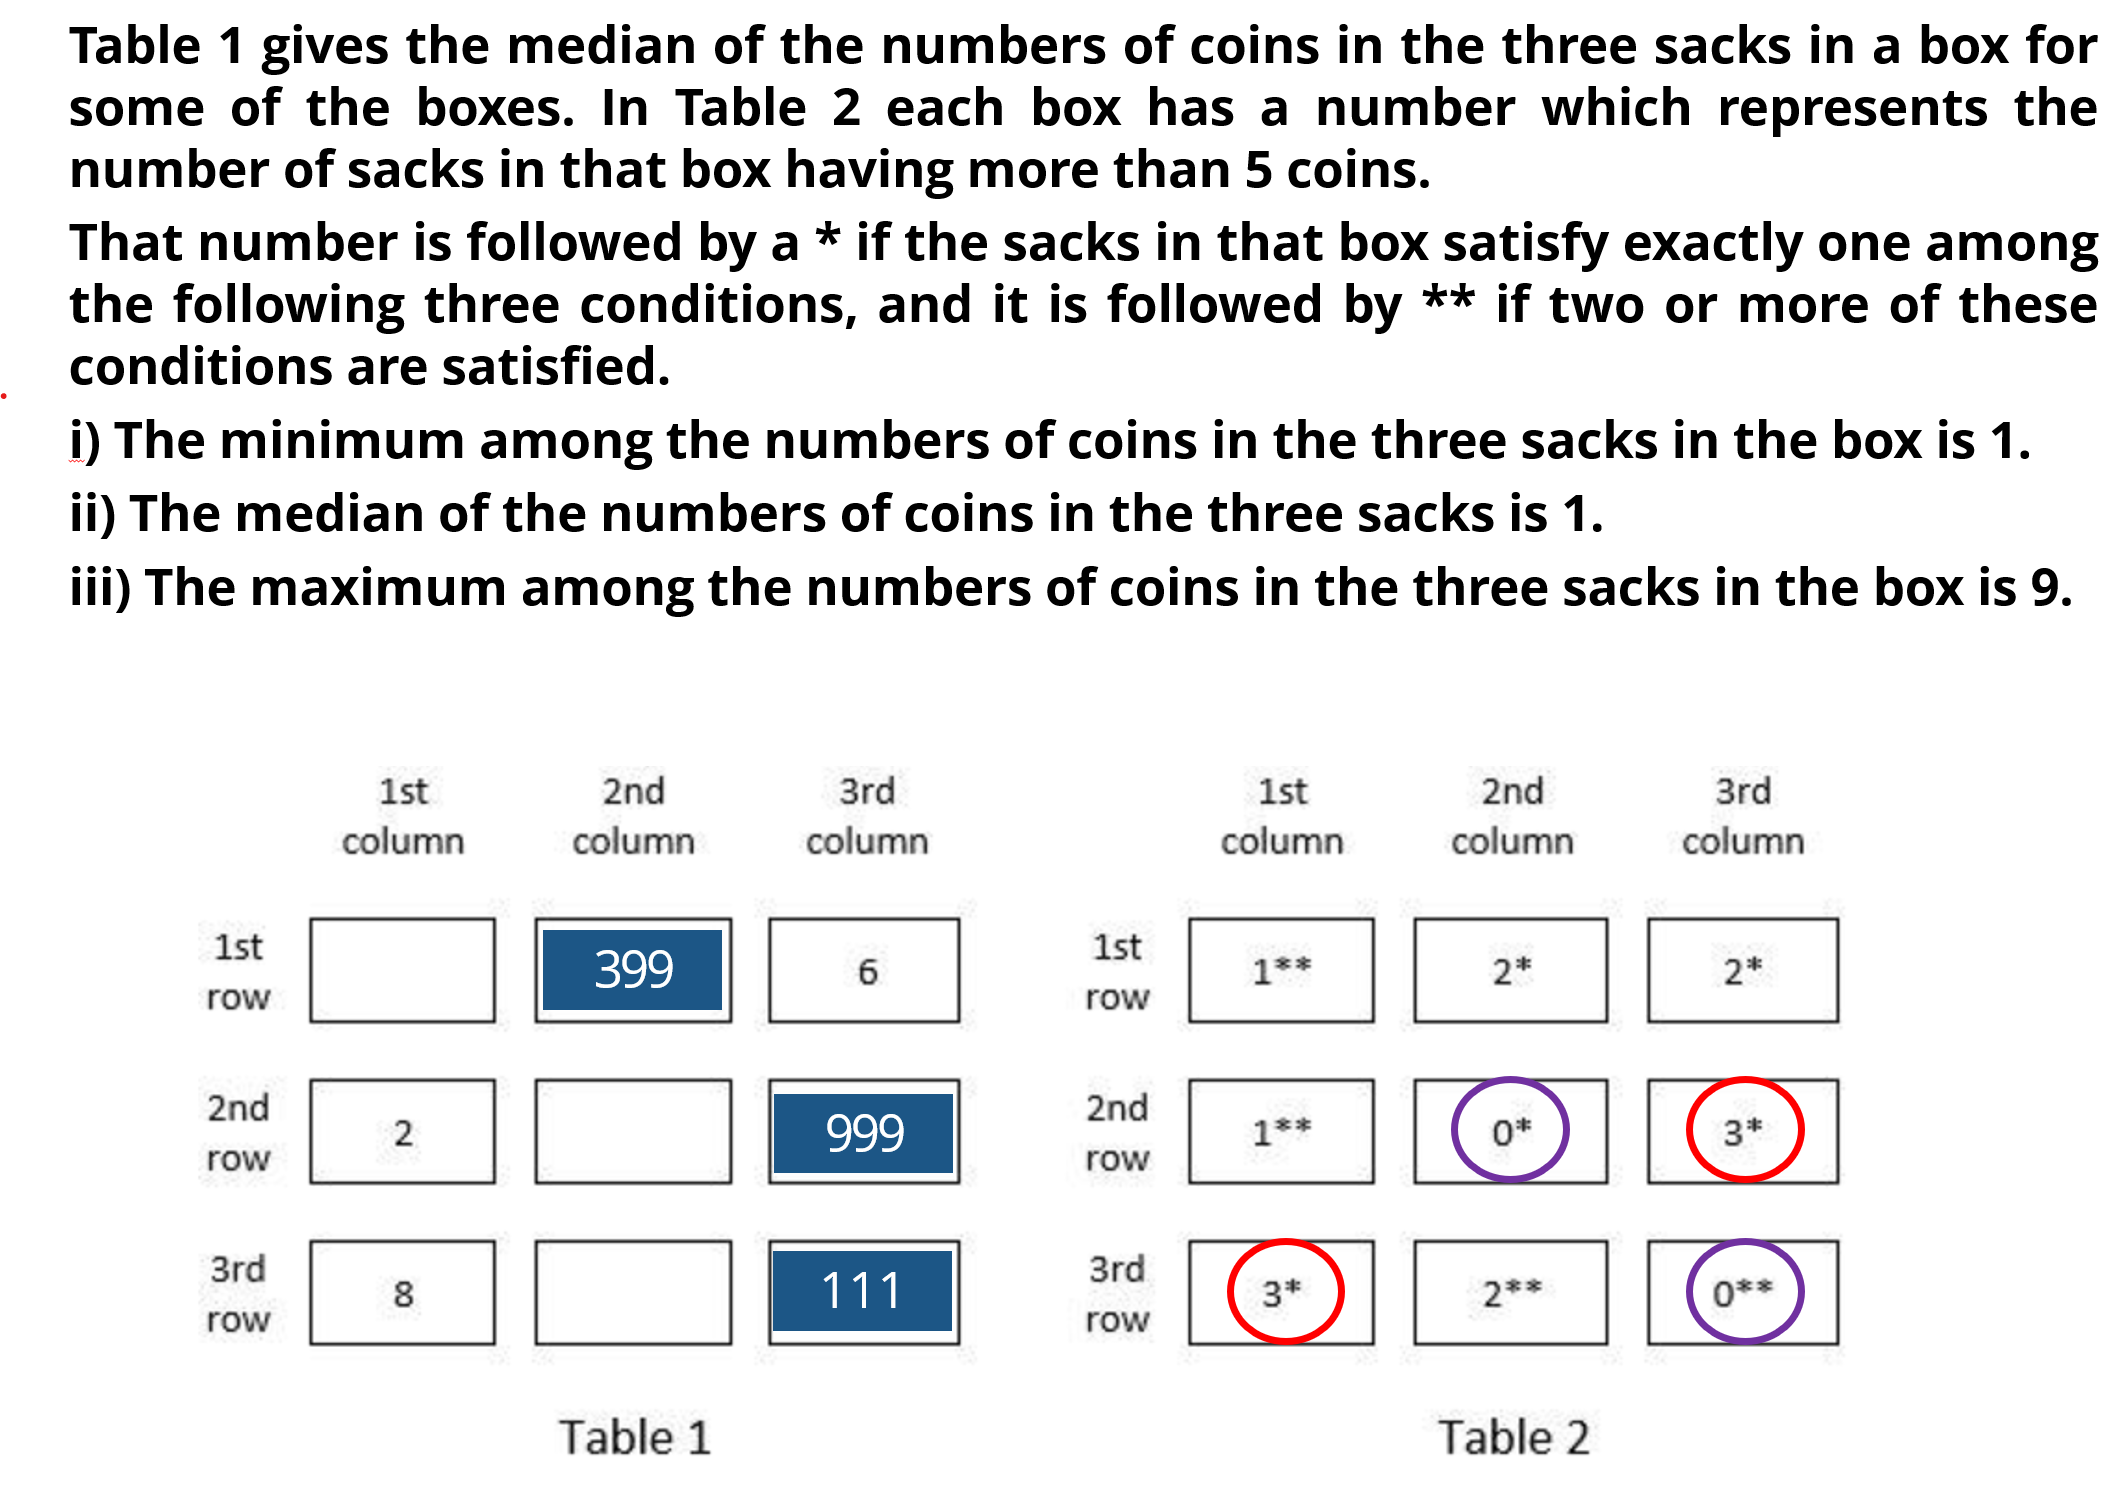 Table 1 gives the median of the numbers of coins in the three sacks in a box for
some of the boxes. In Table 2 each box has a number which represents the
number of sacks in that box having more than 5 coins.
That number is followed by a * if the sacks in that box satisfy exactly one among
the following three conditions, and it is followed by ** if two or more of these
conditions are satisfied.
i) The minimum among the numbers of coins in the three sacks in the box is 1.
ii) The median of the numbers of coins in the three sacks is 1.
iii) The maximum among the numbers of coins in the three sacks in the box is 9.
1st column 2nd column 3rd column
1st row 399 6
2nd row 2 999
3rd row 8 111
Table 1
1st column 2nd column 3rd column
1st row 1** 2* 2*
2nd row 1** 0* 3*
3rd row 3* 2** 0**
Table 2